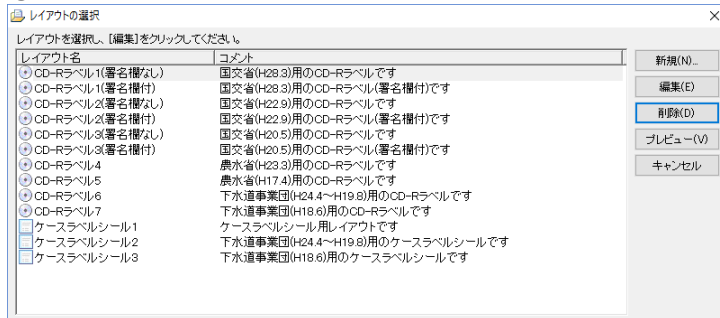 レイアウトの選択
レイアウトを選択し、[編集]をクリックしてください。
レイアウト名 コメント
CD-Rラベル1(署名欄なし) 国交省(H28.3)用のCD-Rラベルです
CD-Rラベル1(署名欄付) 国交省(H28.3)用のCD-Rラベル(署名欄付)です
CD-Rラベル2(署名欄なし) 国交省(H22.9)用のCD-Rラベルです
CD-Rラベル2(署名欄付) 国交省(H22.9)用のCD-Rラベル(署名欄付)です
CD-Rラベル3(署名欄なし) 国交省(H20.5)用のCD-Rラベルです
CD-Rラベル3(署名欄付) 国交省(H20.5)用のCD-Rラベル(署名欄付)です
CD-Rラベル4 農水省(H23.3)用のCD-Rラベルです
CD-Rラベル5 農水省(H17.4)用のCD-Rラベルです
CD-Rラベル6 下水道事業団(H24.4~H19.8)用のCD-Rラベルです
CD-Rラベル7 下水道事業団(H18.6)用のCD-Rラベルです
ケースラベルシール1 ケースラベルシール用レイアウトです
ケースラベルシール2 下水道事業団(H24.4~H19.8)用のケースラベルシールです
ケースラベルシール3 下水道事業団(H18.6)用のケースラベルシールです
新規(N)...
編集(E)
削除(D)
プレビュー(V)
キャンセル